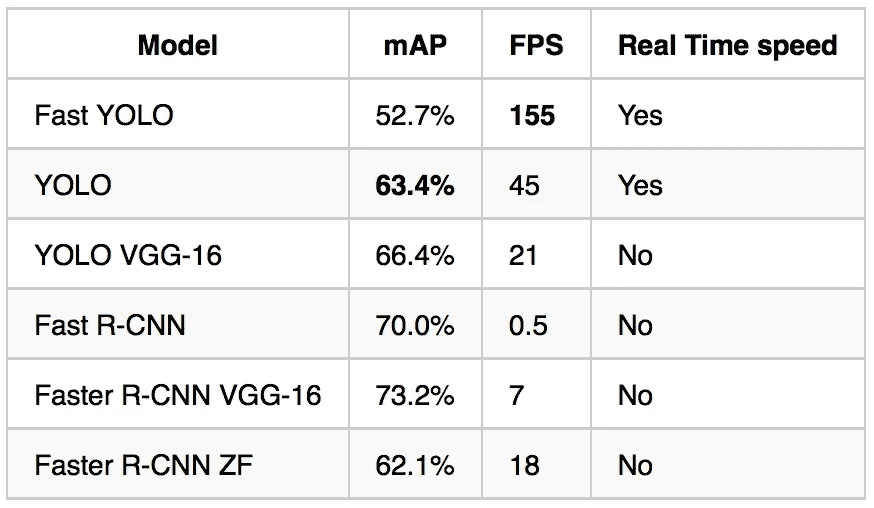 Model mAP FPS Real Time speed
Fast YOLO 52.7% 155 Yes
YOLO 63.4% 45 Yes
YOLO VGG-16 66.4% 21 No
Fast R-CNN 70.0% 0.5 No
Faster R-CNN VGG-16 73.2% 7 No
Faster R-CNN ZF 62.1% 18 No